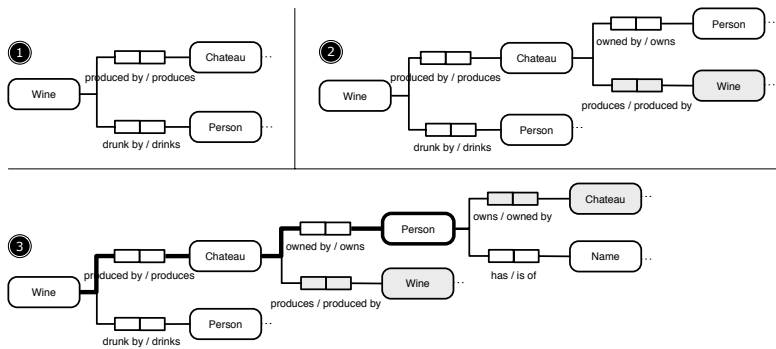 1
Wine
produced by / produces
Chateau
...
drunk by / drinks
Person
...
2
Wine
produced by / produces
Chateau
owned by / owns
Person
...
produces / produced by
Wine
...
drunk by / drinks
Person
...
3
Wine
produced by / produces
Chateau
owned by / owns
Person
owns / owned by
Chateau
...
has / is of
Name
...
produces / produced by
Wine
...
drunk by / drinks
Person
...